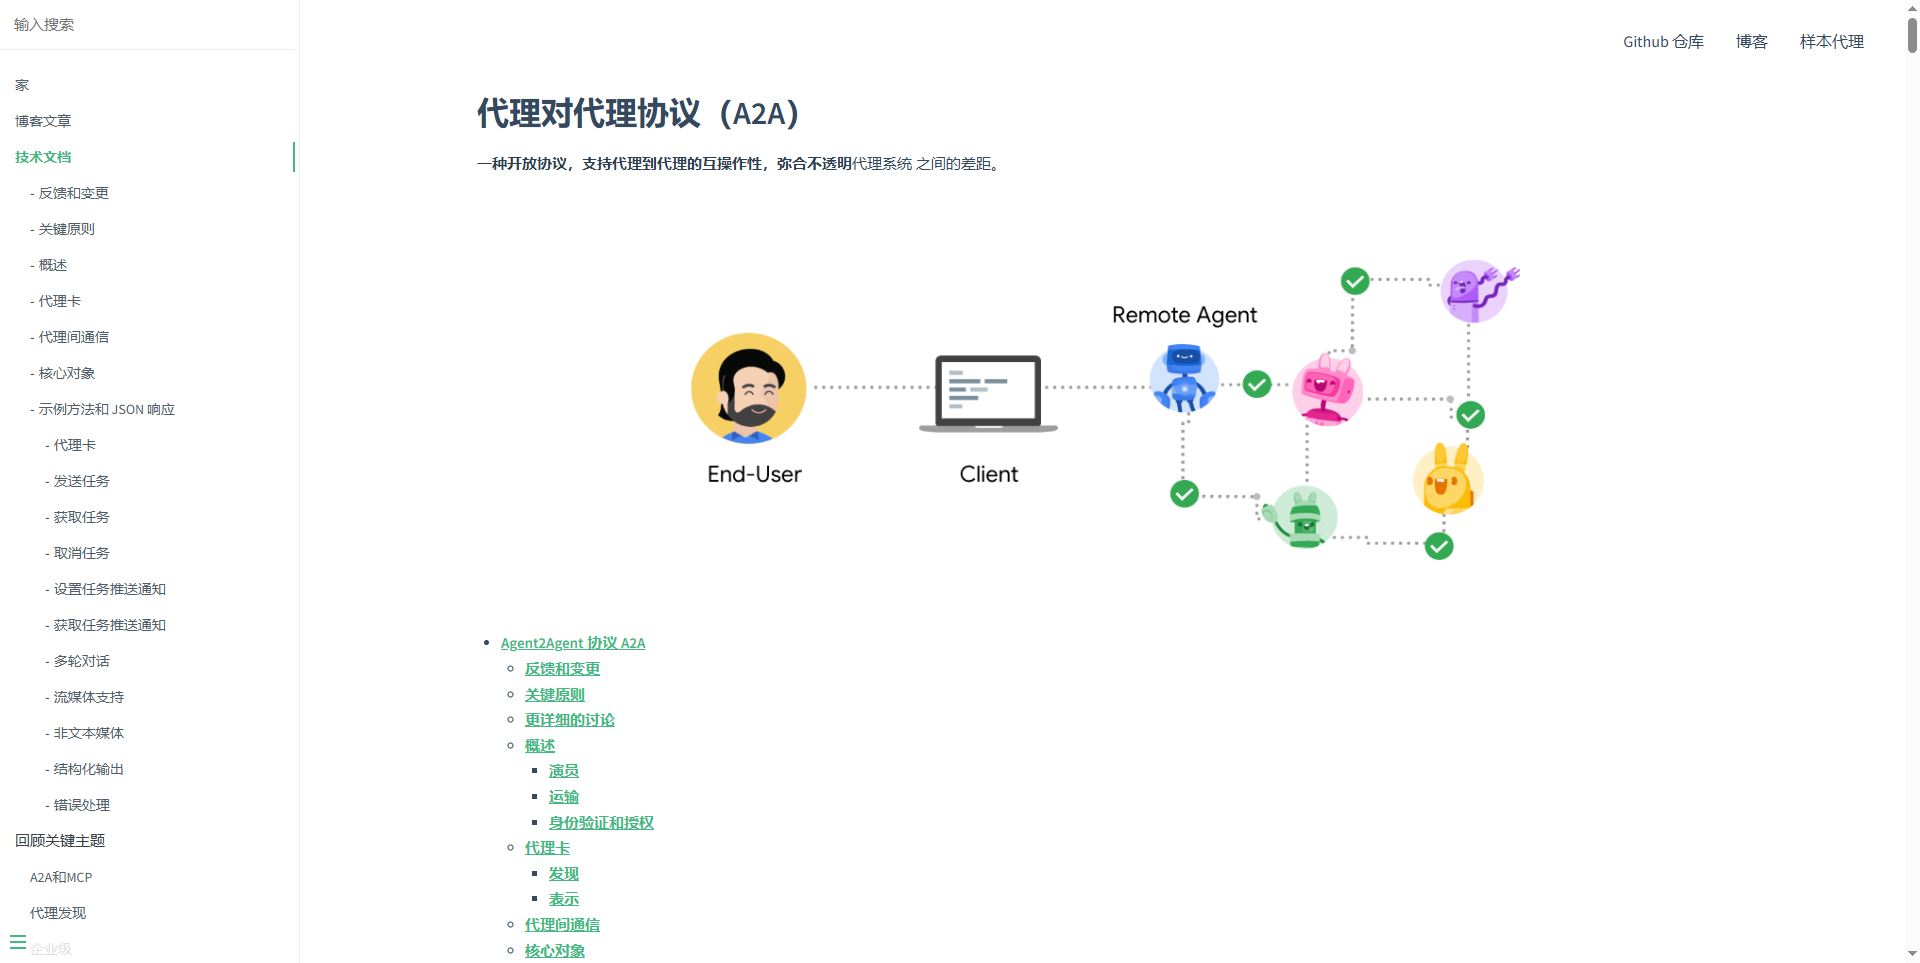 输入搜索
家
博客文章
技术文档
- 反馈和变更
- 关键原则
- 概述
- 代理卡
- 代理间通信
- 核心对象
- 示例方法和 JSON 响应
- 代理卡
- 发送任务
- 获取任务
- 取消任务
- 设置任务推送通知
- 获取任务推送通知
- 多轮对话
- 流媒体支持
- 非文本媒体
- 结构化输出
- 错误处理
回顾关键主题
A2A和MCP
代理发现
企业级
Github 仓库 博客 样本代理
代理对代理协议（A2A）
一种开放协议，支持代理到代理的互操作性，弥合不透明代理系统 之间的差距。
Remote Agent
End-User
Client
Agent2Agent 协议 A2A
反馈和变更
关键原则
更详细的讨论
概述
演员
运输
身份验证和授权
代理卡
发现
表示
代理间通信
核心对象